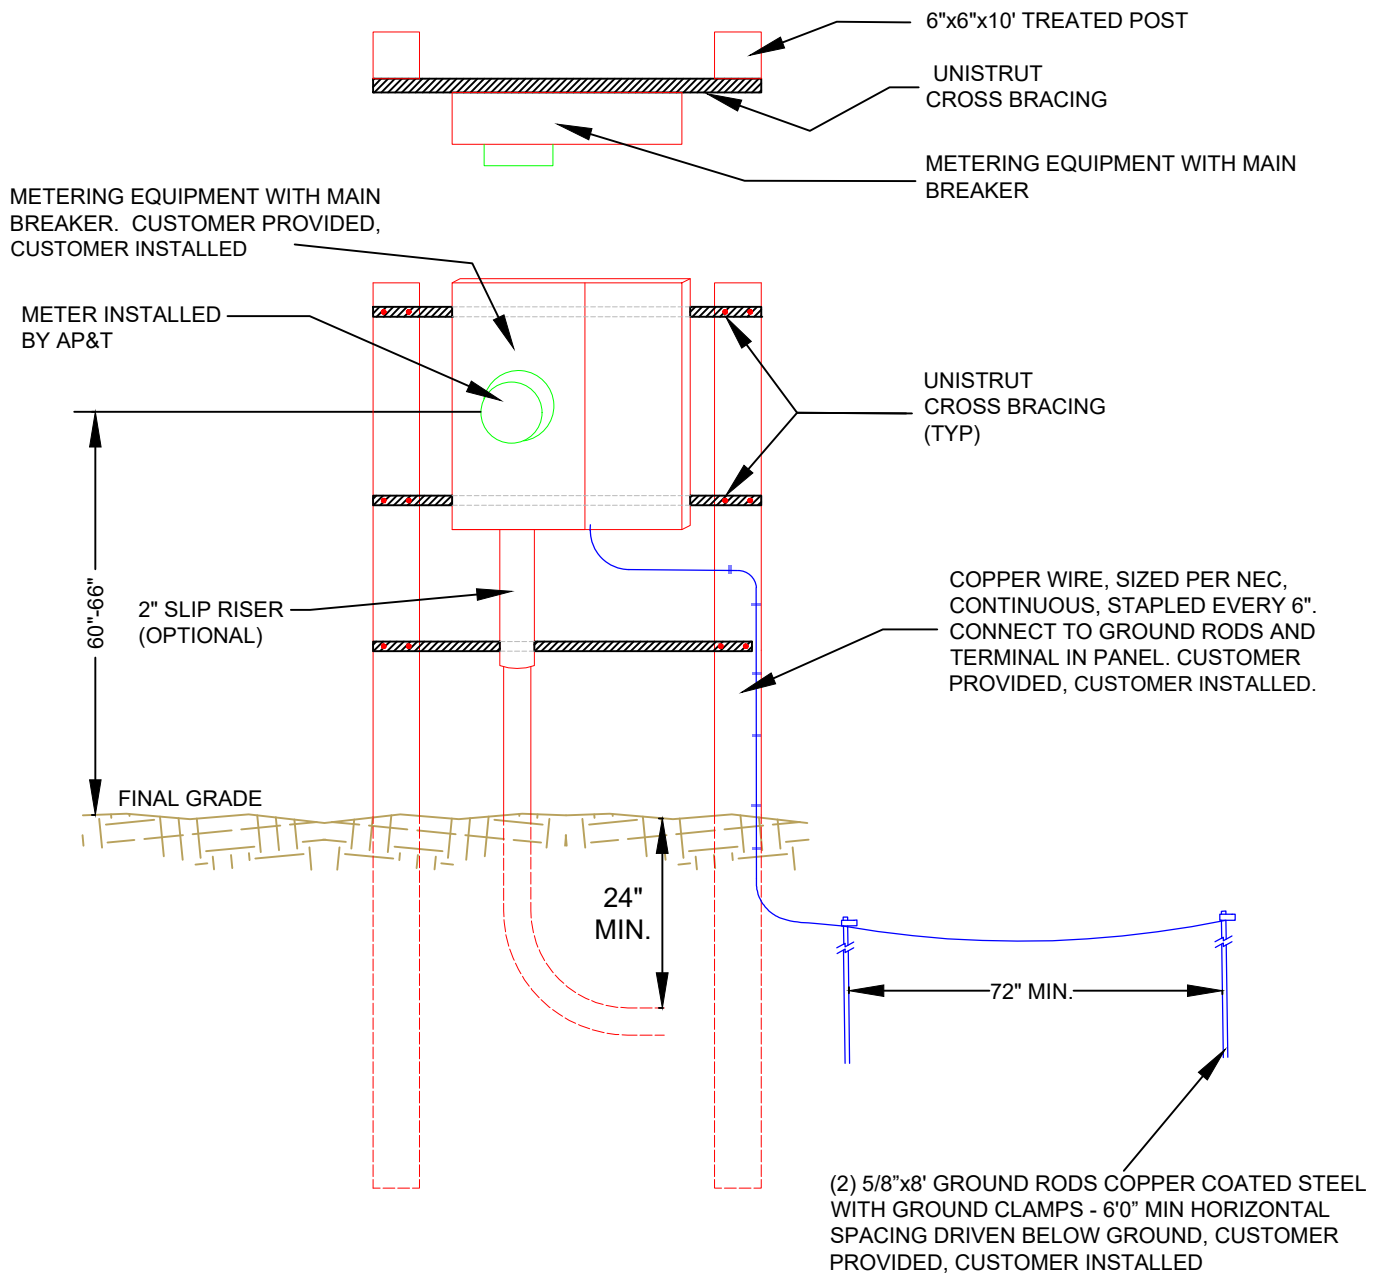 6"x6"x10' TREATED POST
UNISTRUT
CROSS BRACING
METERING EQUIPMENT WITH MAIN
BREAKER
METERING EQUIPMENT WITH MAIN
BREAKER. CUSTOMER PROVIDED,
CUSTOMER INSTALLED
METER INSTALLED
BY AP&T
UNISTRUT
CROSS BRACING
(TYP)
60"-66"
2" SLIP RISER
(OPTIONAL)
COPPER WIRE, SIZED PER NEC,
CONTINUOUS, STAPLED EVERY 6".
CONNECT TO GROUND RODS AND
TERMINAL IN PANEL. CUSTOMER
PROVIDED, CUSTOMER INSTALLED.
FINAL GRADE
24"
MIN.
72" MIN.
(2) 5/8”x8' GROUND RODS COPPER COATED STEEL
WITH GROUND CLAMPS - 6'0” MIN HORIZONTAL
SPACING DRIVEN BELOW GROUND, CUSTOMER
PROVIDED, CUSTOMER INSTALLED